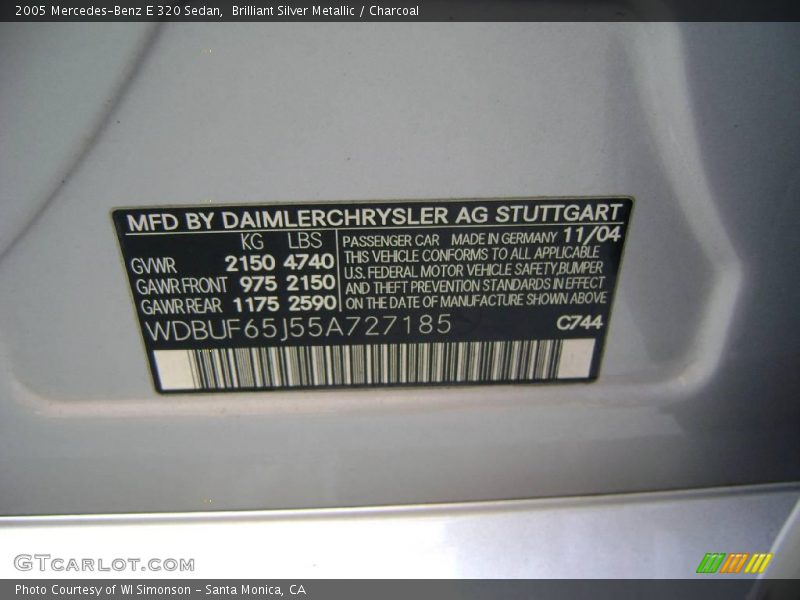 2005 Mercedes-Benz E 320 Sedan, Brilliant Silver Metallic / Charcoal
MFD BY DAIMLERCHRYSLER AG STUTTGART
KG LBS
GVWR 2150 4740
GAWR FRONT 975 2150
GAWR REAR 1175 2590
PASSENGER CAR MADE IN GERMANY 11/04
THIS VEHICLE CONFORMS TO ALL APPLICABLE
U.S. FEDERAL MOTOR VEHICLE SAFETY,BUMPER
AND THEFT PREVENTION STANDARDS IN EFFECT
ON THE DATE OF MANUFACTURE SHOWN ABOVE
WDBUF65J55A727185 C744
GTCARLOT.COM
Photo Courtesy of WI Simonson - Santa Monica, CA